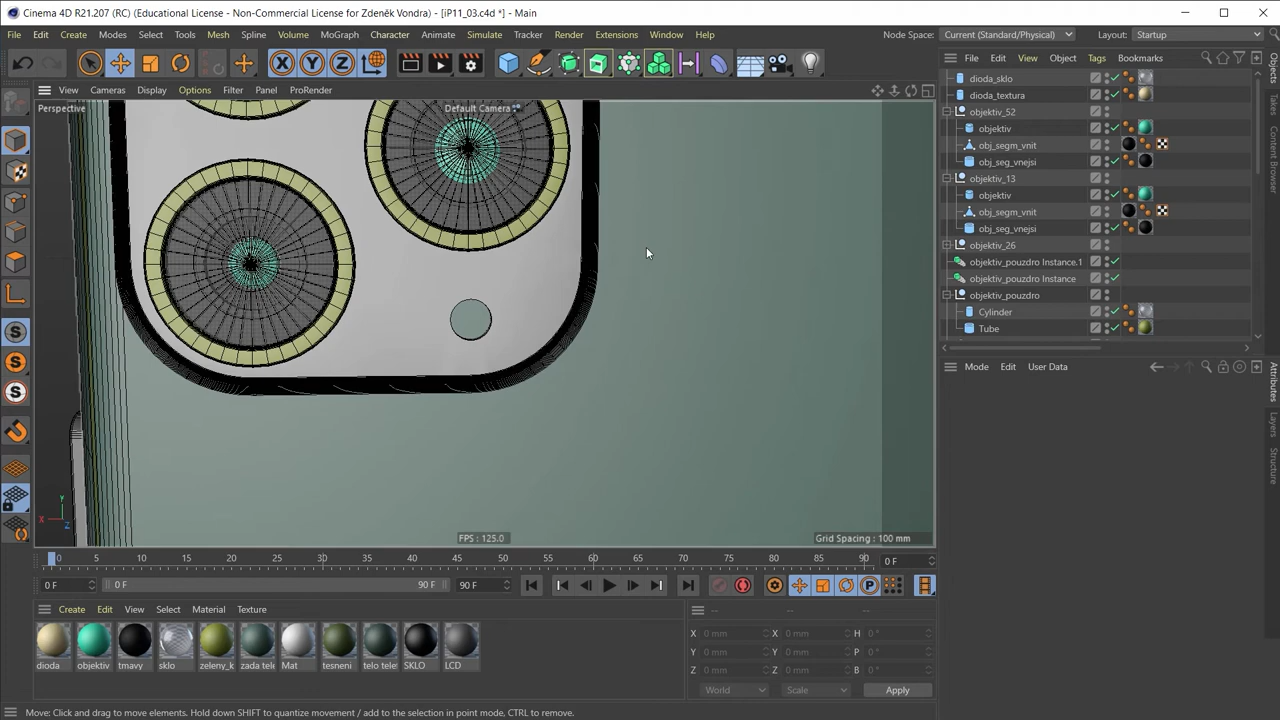 Cinema 4D R21.207 (RC) (Educational License - Non-Commercial License for Zdeněk Vondra) - [iP11_03.c4d *] - Main
File Edit Create Modes Select Tools Mesh Spline Volume MoGraph Character Animate Simulate Tracker Render Extensions Window Help
Node Space: Current (Standard/Physical) Layout: Startup
View Cameras Display Options Filter Panel ProRender
File Edit View Object Tags Bookmarks
Perspective
Default Camera
dioda_sklo
dioda_textura
objektiv_52
objektiv
obj_segm_vnit
obj_seg_vnejsi
objektiv_13
objektiv
obj_segm_vnit
obj_seg_vnejsi
objektiv_26
objektiv_pouzdro Instance.1
objektiv_pouzdro Instance
objektiv_pouzdro
Cylinder
Tube
Objects
Takes
Content Browser
Mode Edit User Data
Attributes
Layers
Structure
X Y Z
Y
X
Z
S
S
S
FPS : 125.0
Grid Spacing : 100 mm
0 5 10 15 20 25 30 35 40 45 50 55 60 65 70 75 80 85 90
0 F
0 F 0 F 90 F 90 F
P
Create Edit View Select Material Texture
-- -- --
dioda objektiv tmavy sklo zeleny_k zada tele Mat tesneni telo tele SKLO LCD
X 0 mm X 0 mm H 0 °
Y 0 mm Y 0 mm P 0 °
Z 0 mm Z 0 mm B 0 °
World Scale Apply
Move: Click and drag to move elements. Hold down SHIFT to quantize movement / add to the selection in point mode, CTRL to remove.